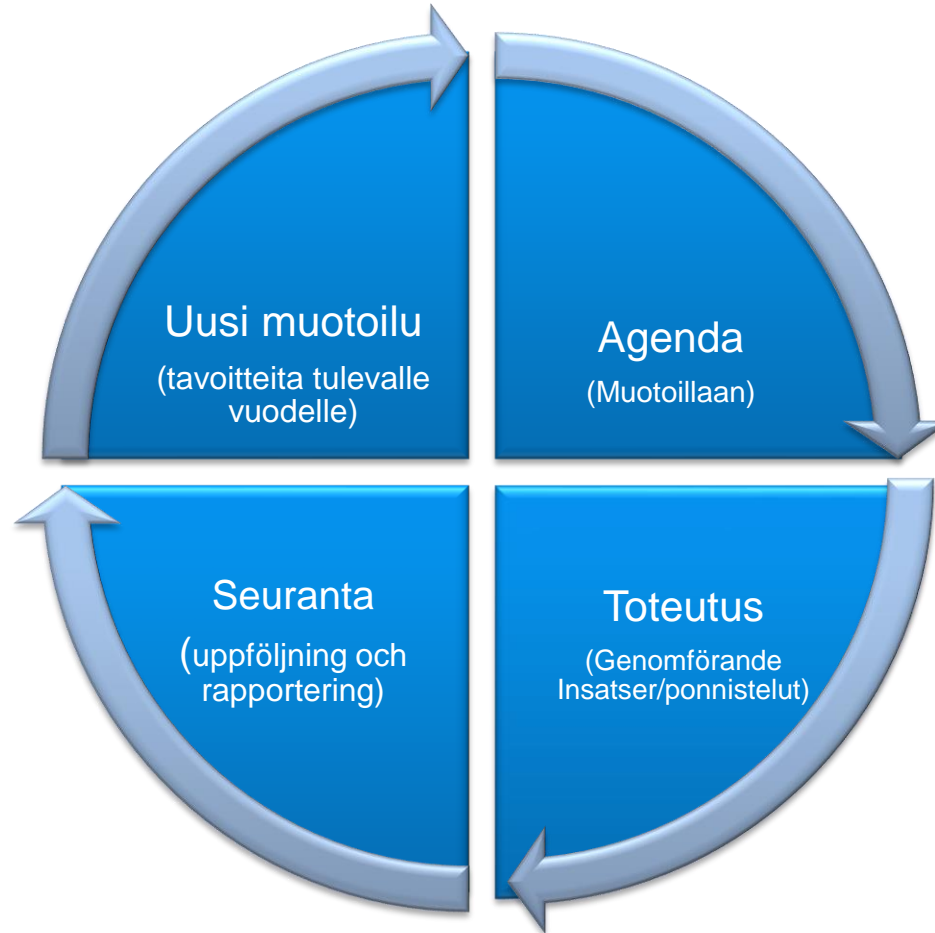 Uusi muotoilu
(tavoitteita tulevalle
vuodelle)
Agenda
(Muotoillaan)
Seuranta
(uppföljning och
rapportering)
Toteutus
(Genomförande
Insatser/ponnistelut)